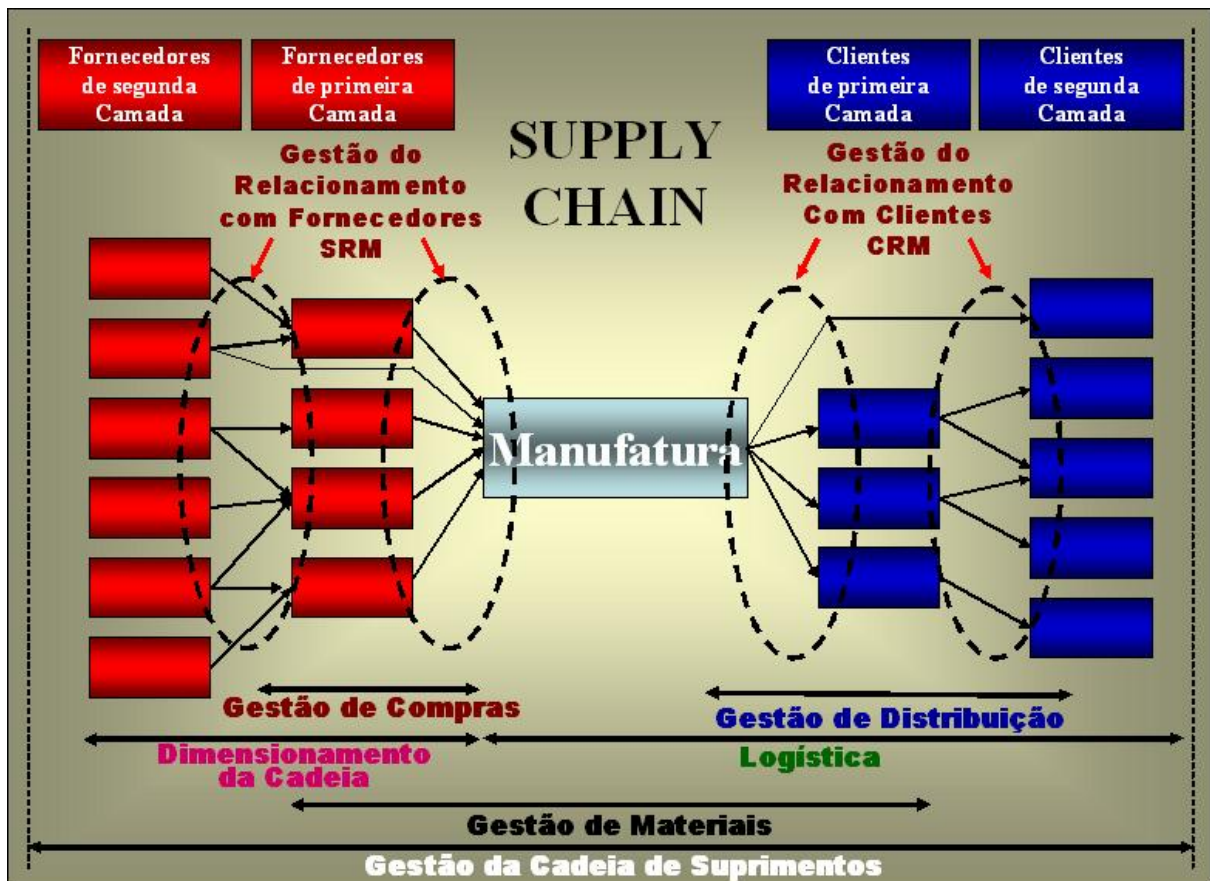 Fornecedores
de segunda
Camada
Fornecedores
de primeira
Camada
Clientes
de primeira
Camada
Clientes
de segunda
Camada
SUPPLY
CHAIN
Gestão do
Relacionamento
com Fornecedores
SRM
Gestão do
Relacionamento
Com Clientes
CRM
Manufatura
Gestão de Compras
Gestão de Distribuição
Dimensionamento
da Cadeia
Logística
Gestão de Materiais
Gestão da Cadeia de Suprimentos